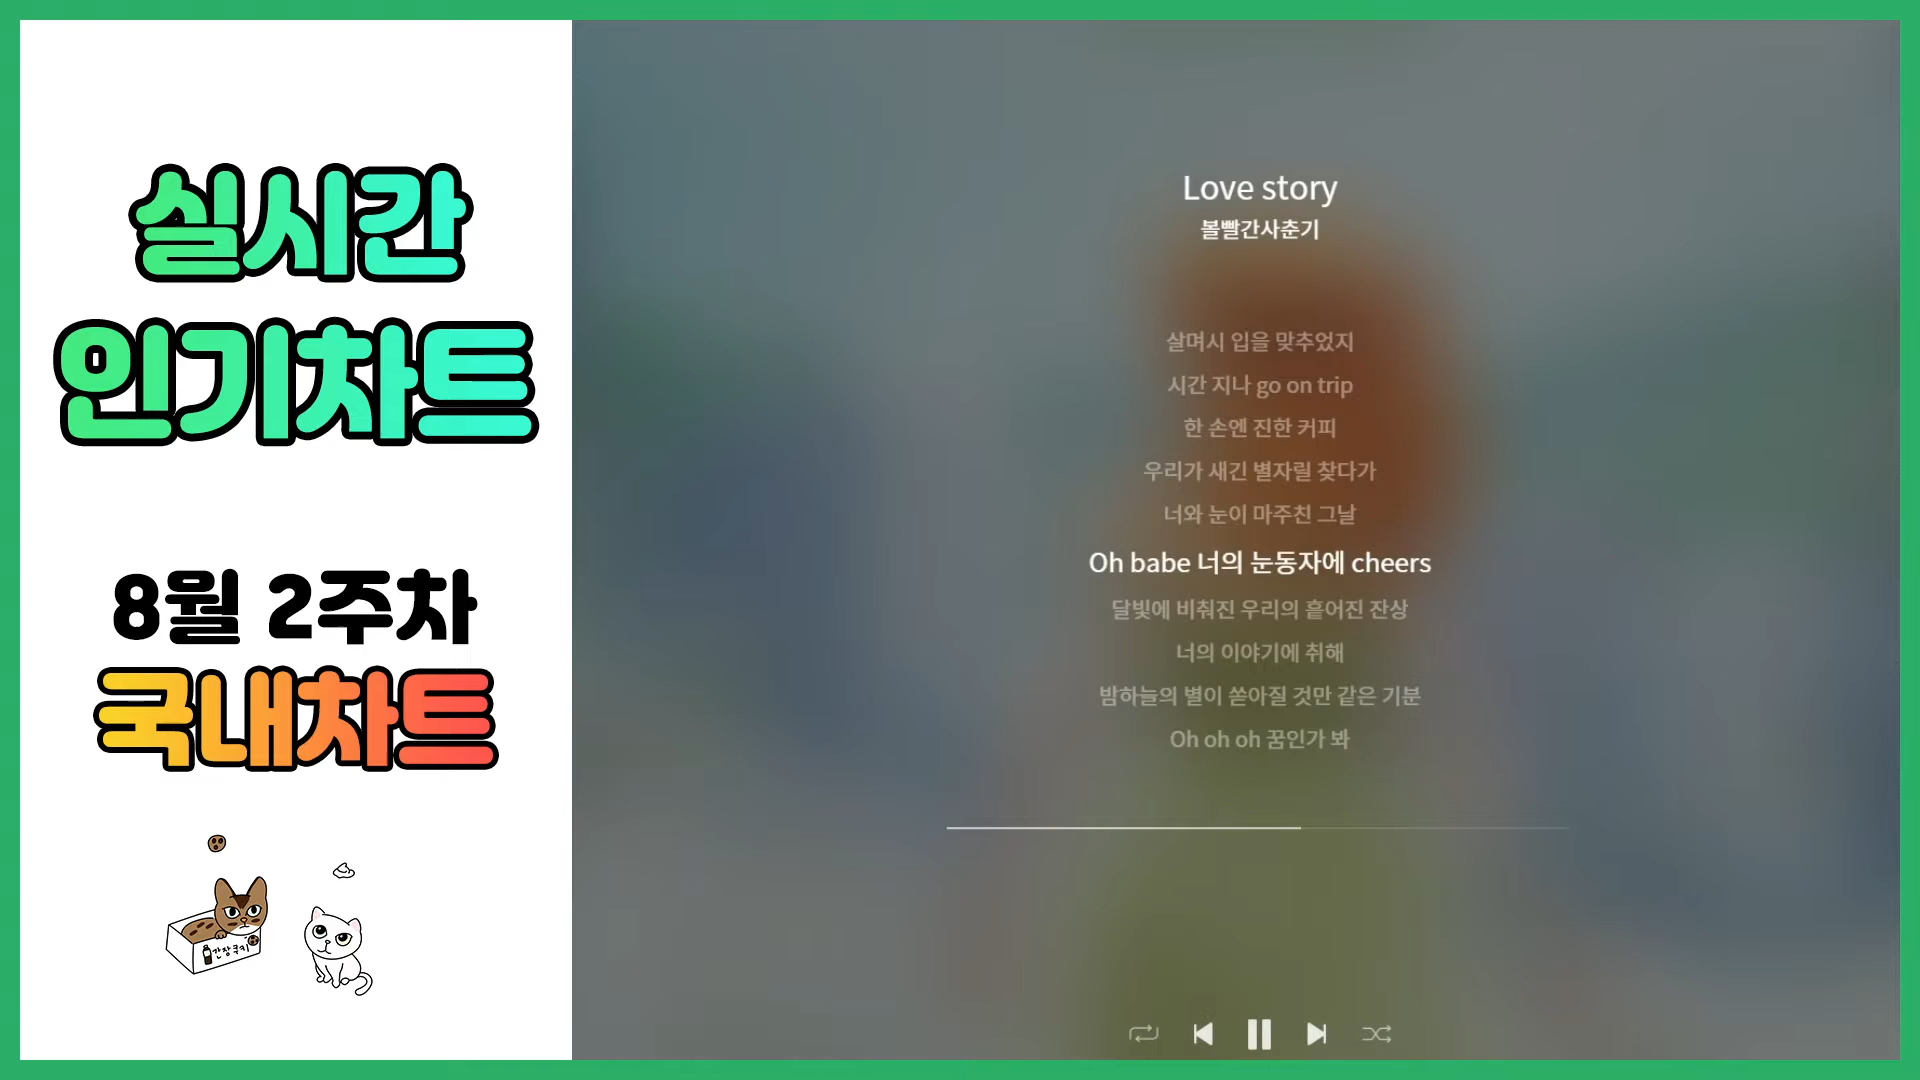 실시간
인기차트
8월 2주차
국내차트
간장쿠키
Love story
볼빨간사춘기
살며시 입을 맞추었지
시간 지나 go on trip
한 손엔 진한 커피
우리가 새긴 별자릴 찾다가
너와 눈이 마주친 그날
Oh babe 너의 눈동자에 cheers
달빛에 비춰진 우리의 흩어진 잔상
너의 이야기에 취해
밤하늘의 별이 쏟아질 것만 같은 기분
Oh oh oh 꿈인가 봐